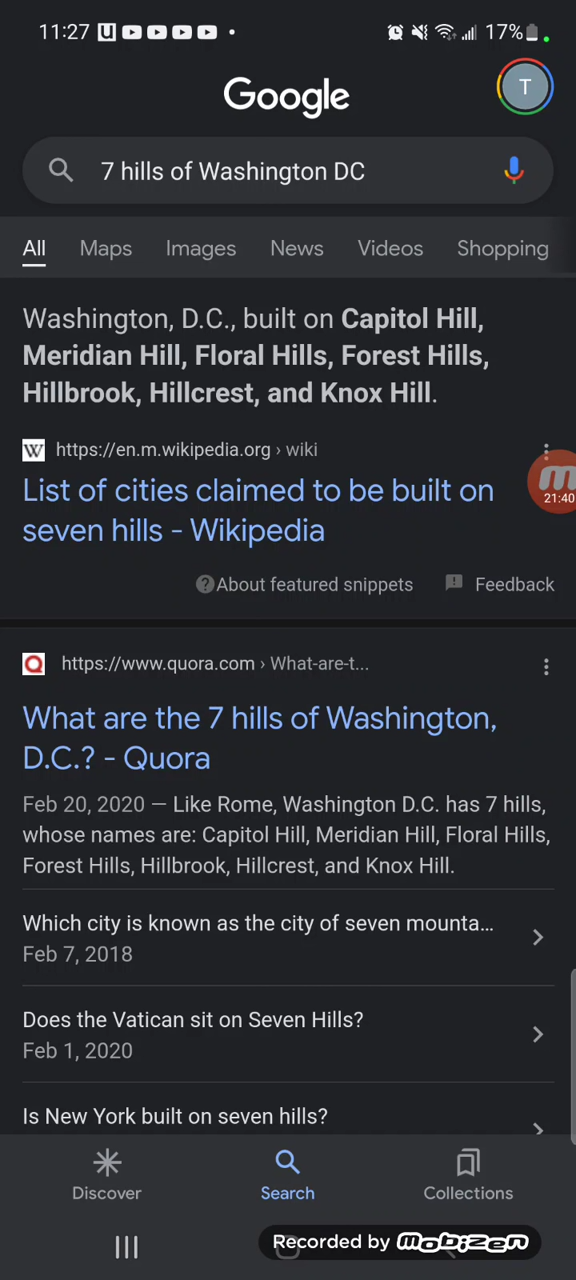 11:27
17%
Google
T
7 hills of Washington DC
All Maps Images News Videos Shopping
Washington, D.C., built on Capitol Hill,
Meridian Hill, Floral Hills, Forest Hills,
Hillbrook, Hillcrest, and Knox Hill.
W https://en.m.wikipedia.org › wiki
List of cities claimed to be built on
seven hills - Wikipedia
21:40
About featured snippets Feedback
https://www.quora.com › What-are-t...
What are the 7 hills of Washington,
D.C.? - Quora
Feb 20, 2020 — Like Rome, Washington D.C. has 7 hills,
whose names are: Capitol Hill, Meridian Hill, Floral Hills,
Forest Hills, Hillbrook, Hillcrest, and Knox Hill.
Which city is known as the city of seven mounta...
Feb 7, 2018
Does the Vatican sit on Seven Hills?
Feb 1, 2020
Is New York built on seven hills?
Discover Search Collections
Recorded by mobizen